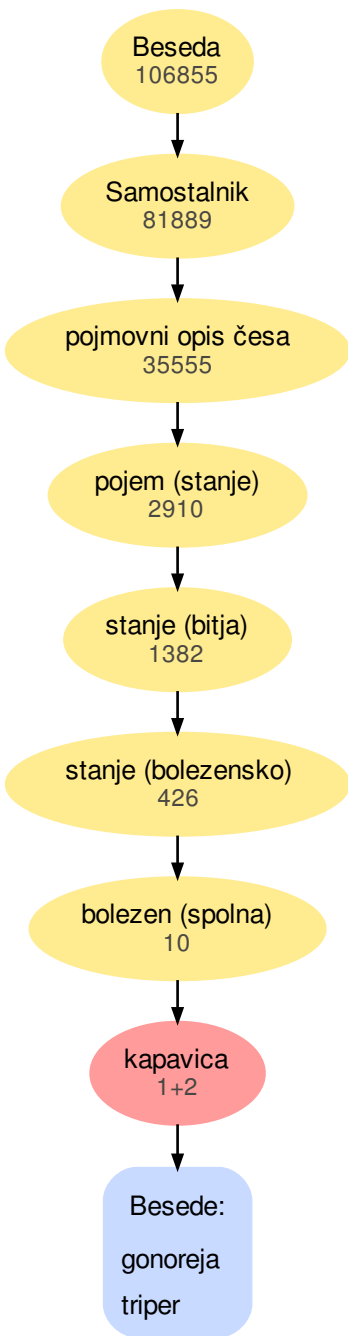 Beseda
106855
Samostalnik
81889
pojmovni opis česa
35555
pojem (stanje)
2910
stanje (bitja)
1382
stanje (bolezensko)
426
bolezen (spolna)
10
kapavica
1+2
Besede:
gonoreja
triper